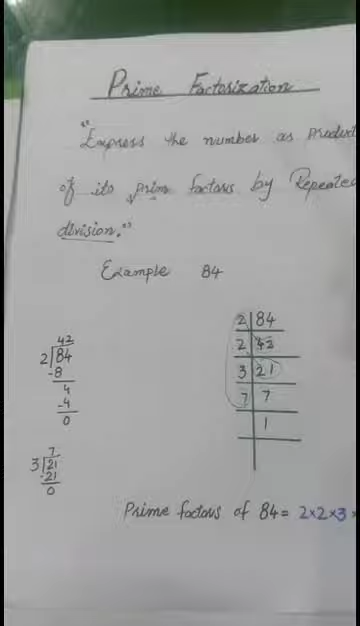 Prime Factorization
"Express the number as product
of its prime factors by Repeated
division."
Example 84
42
2 84
-8
4
-4
0
7
3 21
-21
0
2 84
2 42
3 21
7 7
1
Prime factors of 84 = 2×2×3×